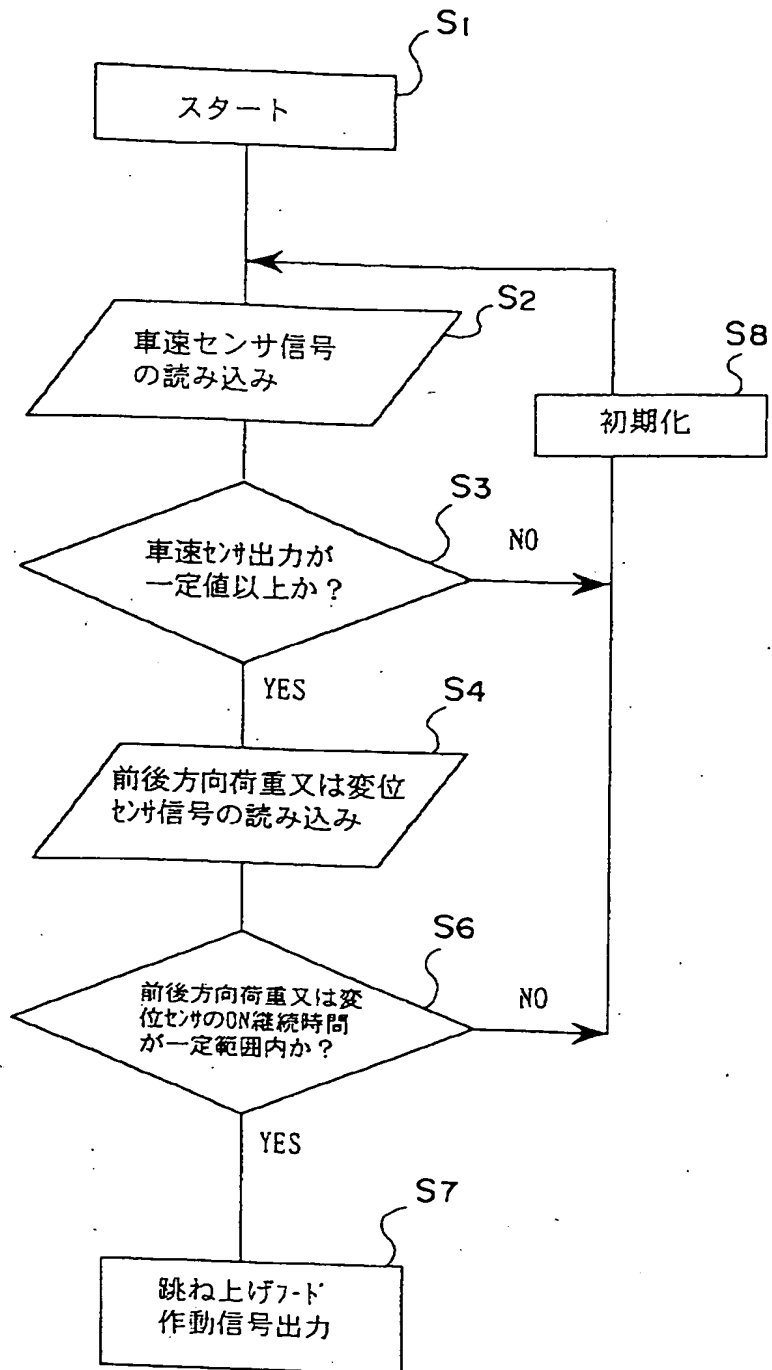 S1
スタート
S2
車速センサ信号
の読み込み
S8
初期化
S3
車速ｾﾝｻ出力が
一定値以上か？
NO
YES
S4
前後方向荷重又は変位
ｾﾝｻ信号の読み込み
S6
前後方向荷重又は変
位ｾﾝｻのON継続時間
が一定範囲内か？
NO
YES
S7
跳ね上げﾌｰﾄﾞ
作動信号出力